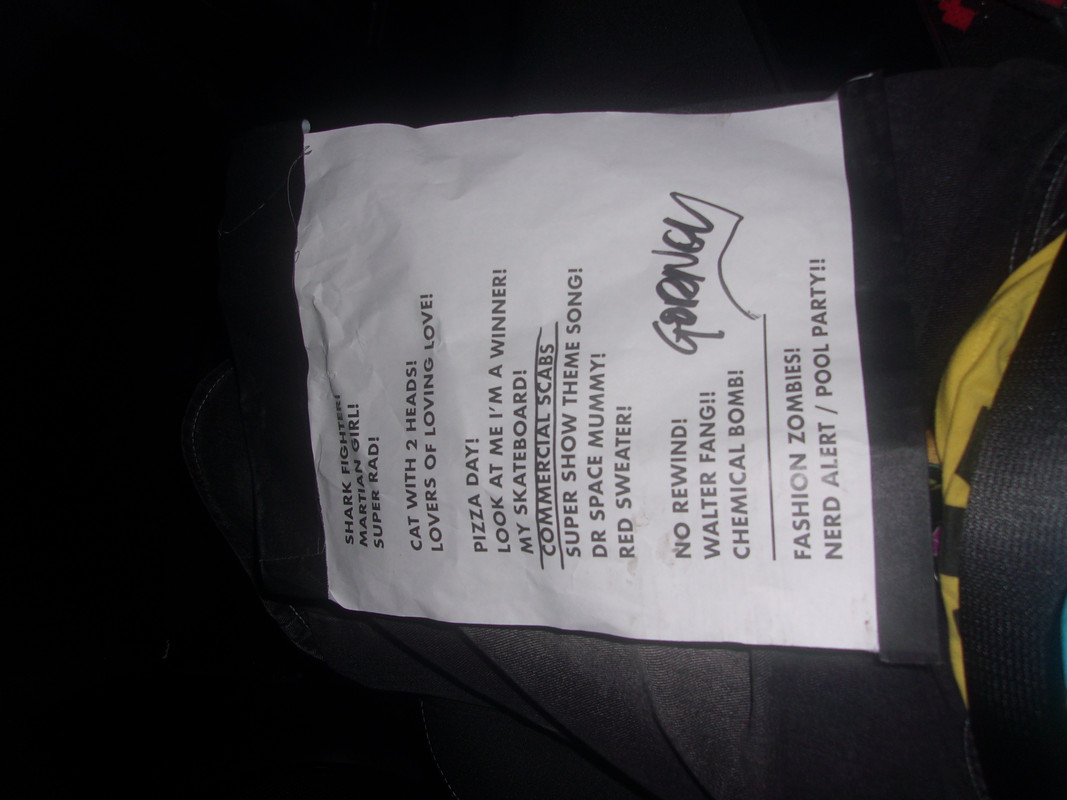 SHARK FIGHTER!
MARTIAN GIRL!
SUPER RAD!
CAT WITH 2 HEADS!
LOVERS OF LOVING LOVE!
PIZZA DAY!
LOOK AT ME I'M A WINNER!
MY SKATEBOARD!
COMMERCIAL SCABS
SUPER SHOW THEME SONG!
DR SPACE MUMMY!
RED SWEATER!
NO REWIND!
WALTER FANG!!
CHEMICAL BOMB!
FASHION ZOMBIES!
NERD ALERT / POOL PARTY!!